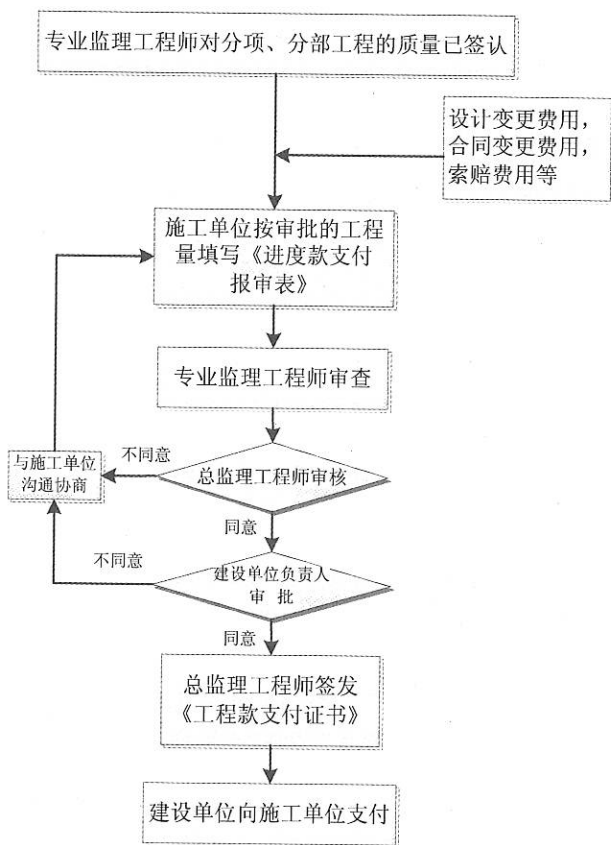 专业监理工程师对分项、分部工程的质量已签认
设计变更费用，
合同变更费用，
索赔费用等
施工单位按审批的工程
量填写《进度款支付
报审表》
专业监理工程师审查
不同意
与施工单位
沟通协商
总监理工程师审核
同意
不同意
建设单位负责人
审 批
同意
总监理工程师签发
《工程款支付证书》
建设单位向施工单位支付